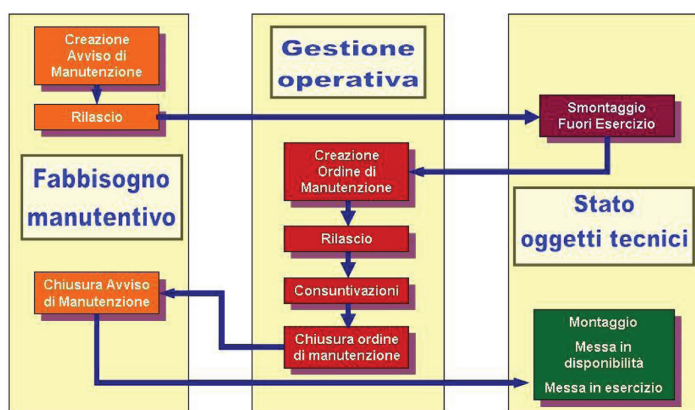 Creazione
Avviso di
Manutenzione
Rilascio
Fabbisogno
manutentivo
Chiusura Avviso
di Manutenzione
Gestione
operativa
Creazione
Ordine di
Manutenzione
Rilascio
Consuntivazioni
Chiusura ordine
di manutenzione
Smontaggio
Fuori Esercizio
Stato
oggetti tecnici
Montaggio
Messa in
disponibilità
Messa in esercizio